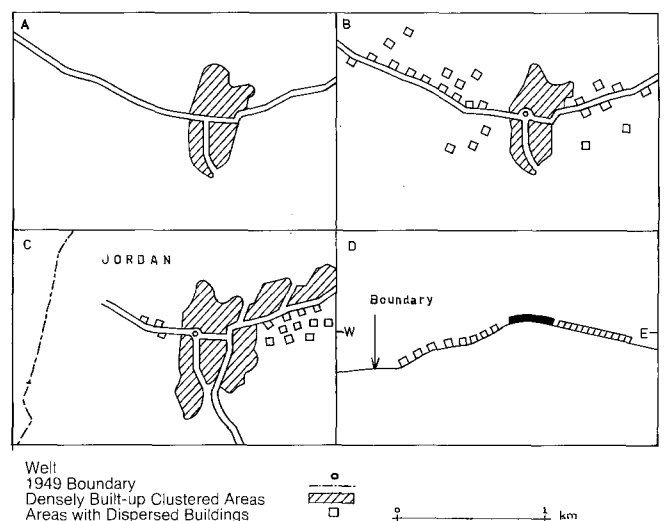 A
B
C
JORDAN
D
Boundary
W
E
Welt
1949 Boundary
Densely Built-up Clustered Areas
Areas with Dispersed Buildings
0 1 km